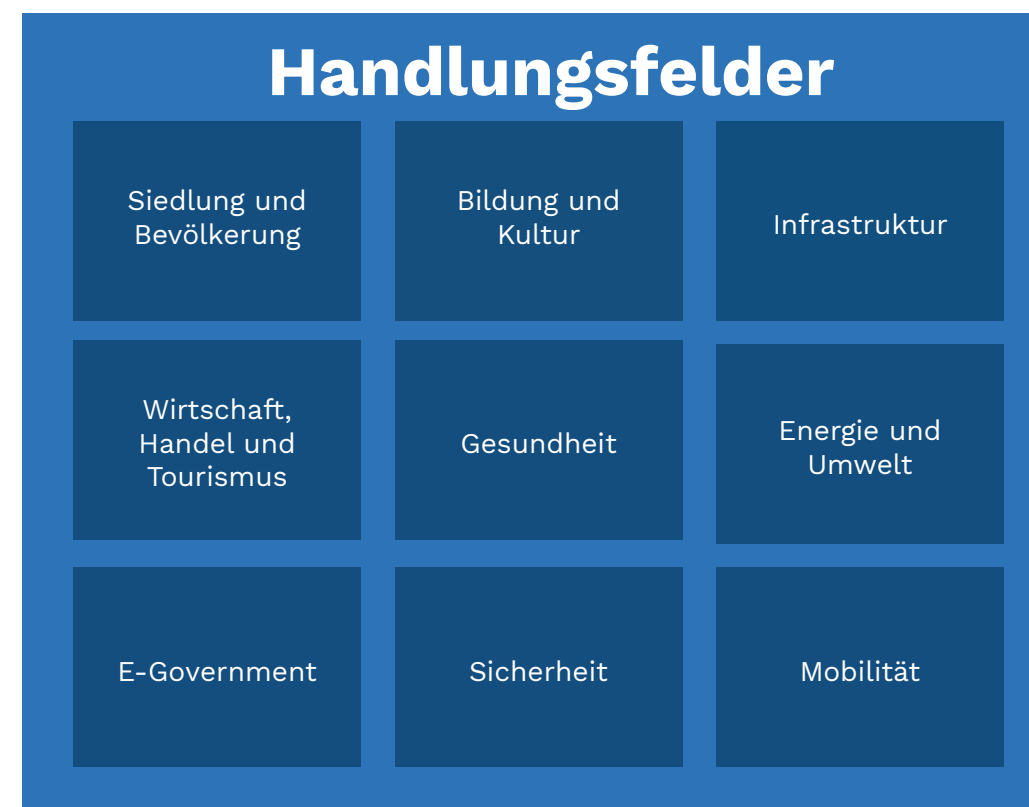 Handlungsfelder
Siedlung und
Bevölkerung
Bildung und
Kultur
Infrastruktur
Wirtschaft,
Handel und
Tourismus
Gesundheit
Energie und
Umwelt
E-Government
Sicherheit
Mobilität